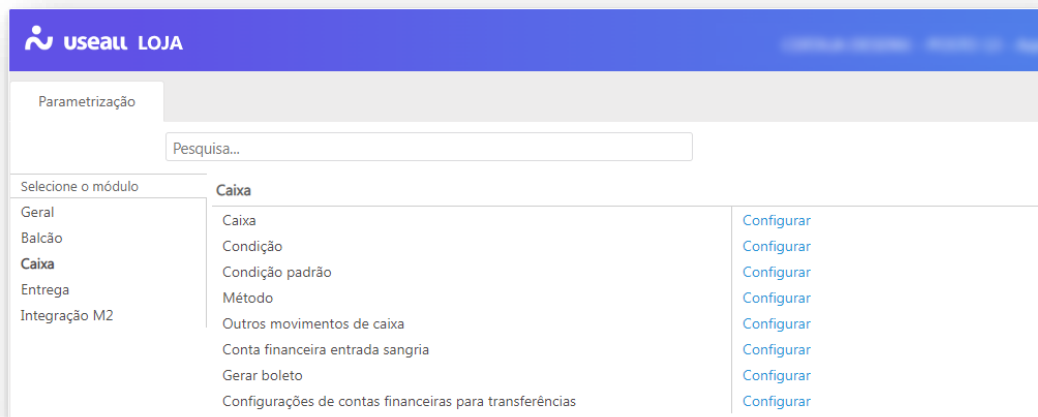 useall LOJA
Parametrização
Pesquisa...
Selecione o módulo
Geral
Balcão
Caixa
Entrega
Integração M2
Caixa
Caixa Configurar
Condição Configurar
Condição padrão Configurar
Método Configurar
Outros movimentos de caixa Configurar
Conta financeira entrada sangria Configurar
Gerar boleto Configurar
Configurações de contas financeiras para transferências Configurar